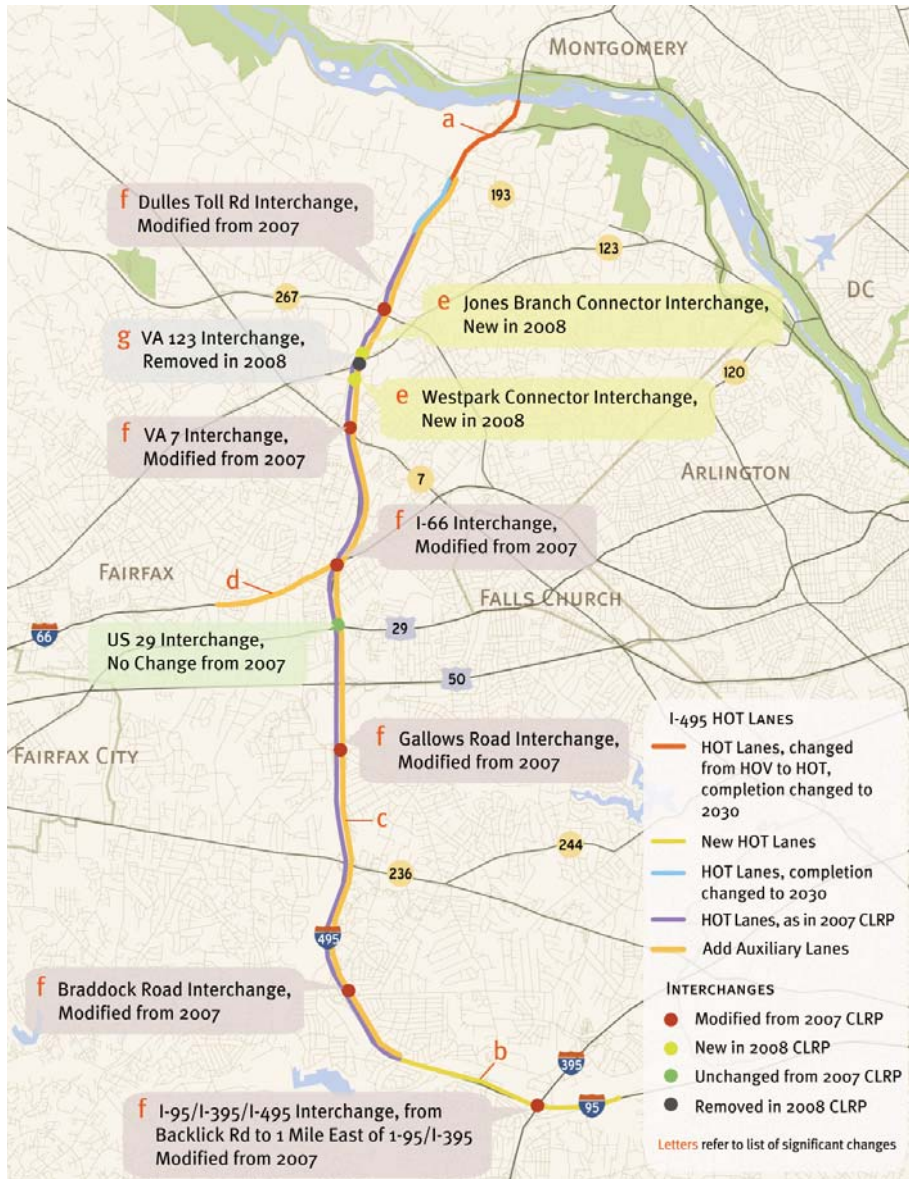 MONTGOMERY
a
193
f Dulles Toll Rd Interchange,
Modified from 2007
123
267
DC
e Jones Branch Connector Interchange,
New in 2008
g VA 123 Interchange,
Removed in 2008
120
e Westpark Connector Interchange,
New in 2008
f VA 7 Interchange,
Modified from 2007
7
ARLINGTON
f I-66 Interchange,
Modified from 2007
FAIRFAX
d
FALLS CHURCH
66
29
US 29 Interchange,
No Change from 2007
50
FAIRFAX CITY
f Gallows Road Interchange,
Modified from 2007
c
244
236
495
f Braddock Road Interchange,
Modified from 2007
b
395
95
f I-95/I-395/I-495 Interchange, from
Backlick Rd to 1 Mile East of 1-95/I-395
Modified from 2007
I-495 HOT LANES
HOT Lanes, changed
from HOV to HOT,
completion changed to
2030
New HOT Lanes
HOT Lanes, completion
changed to 2030
HOT Lanes, as in 2007 CLRP
Add Auxiliary Lanes
INTERCHANGES
Modified from 2007 CLRP
New in 2008 CLRP
Unchanged from 2007 CLRP
Removed in 2008 CLRP
Letters refer to list of significant changes